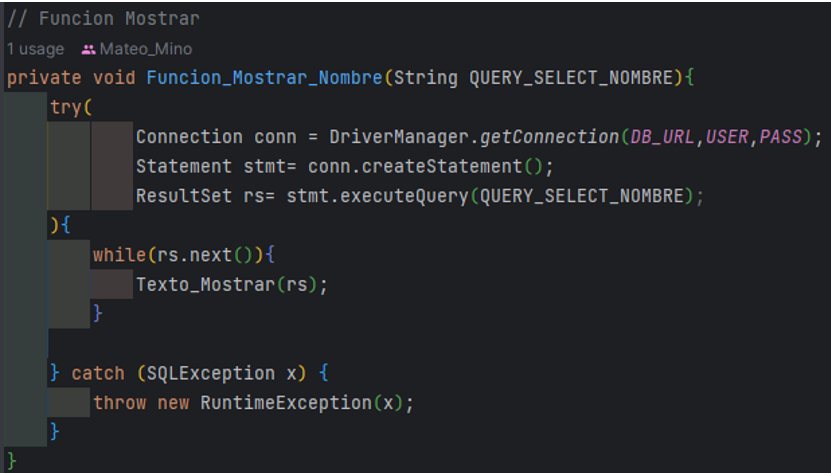 // Funcion Mostrar
1 usage Mateo_Mino
private void Funcion_Mostrar_Nombre(String QUERY_SELECT_NOMBRE){
try(
Connection conn = DriverManager.getConnection(DB_URL,USER,PASS);
Statement stmt= conn.createStatement();
ResultSet rs= stmt.executeQuery(QUERY_SELECT_NOMBRE);
){
while(rs.next()){
Texto_Mostrar(rs);
}
} catch (SQLException x) {
throw new RuntimeException(x);
}
}